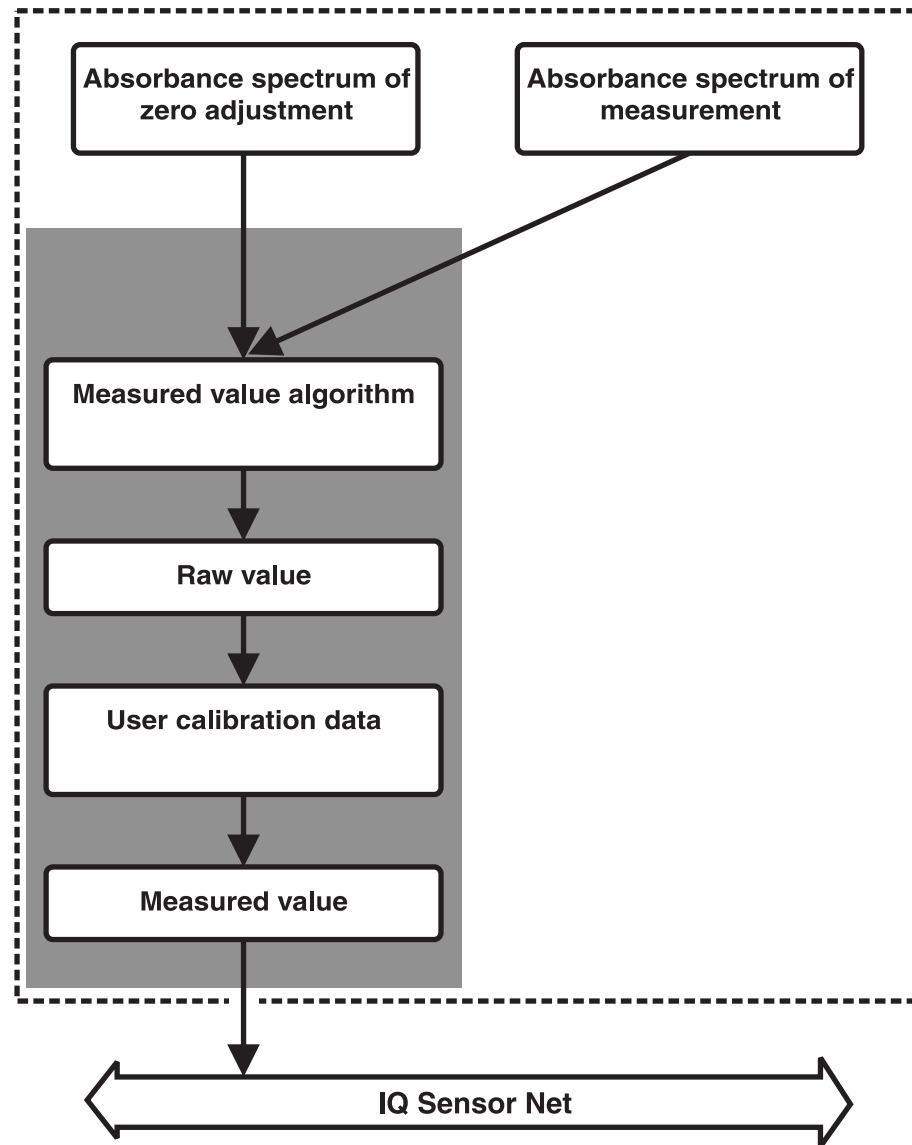 Absorbance spectrum of
zero adjustment
Absorbance spectrum of
measurement
Measured value algorithm
Raw value
User calibration data
Measured value
IQ Sensor Net